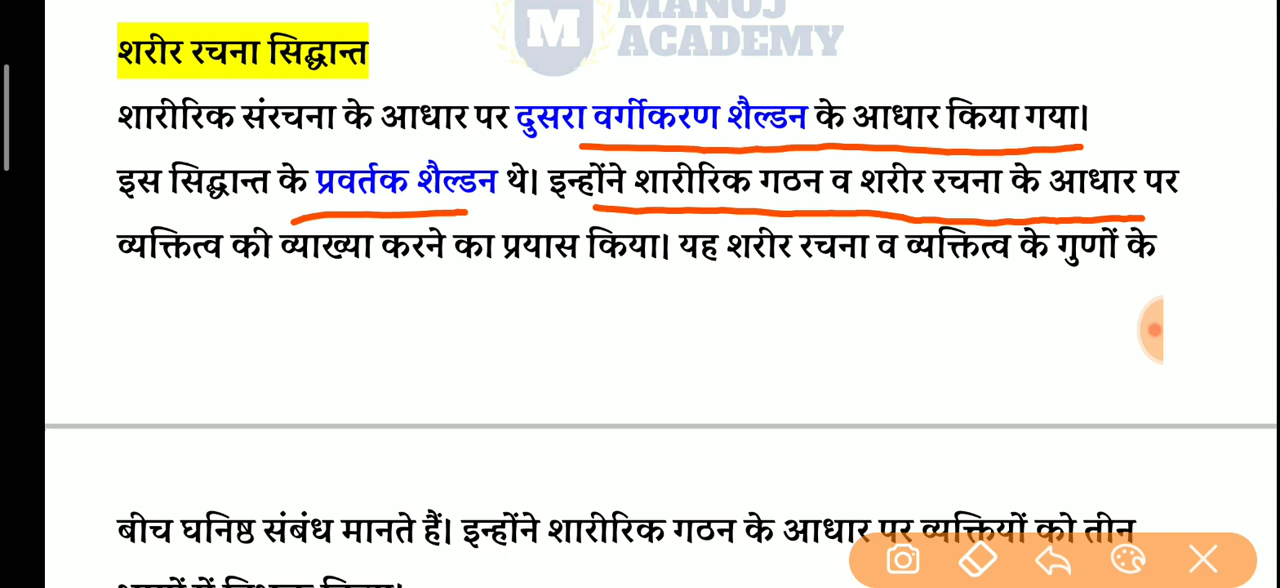 MANOJ
M ACADEMY
शरीर रचना सिद्धान्त
शारीरिक संरचना के आधार पर दुसरा वर्गीकरण शैल्डन के आधार किया गया।
इस सिद्धान्त के प्रवर्तक शैल्डन थे। इन्होंने शारीरिक गठन व शरीर रचना के आधार पर
व्यक्तित्व की व्याख्या करने का प्रयास किया। यह शरीर रचना व व्यक्तित्व के गुणों के
बीच घनिष्ठ संबंध मानते हैं। इन्होंने शारीरिक गठन के आधार पर व्यक्तियों को तीन